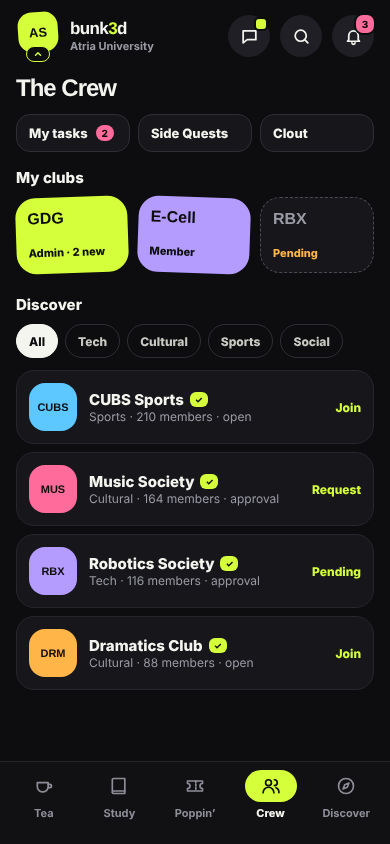 AS
bunk3d
Atria University
3
The Crew
My tasks 2
Side Quests
Clout
My clubs
GDG
Admin · 2 new
E-Cell
Member
RBX
Pending
Discover
All
Tech
Cultural
Sports
Social
CUBS
CUBS Sports
Sports · 210 members · open
Join
MUS
Music Society
Cultural · 164 members · approval
Request
RBX
Robotics Society
Tech · 116 members · approval
Pending
DRM
Dramatics Club
Cultural · 88 members · open
Join
Tea
Study
Poppin’
Crew
Discover